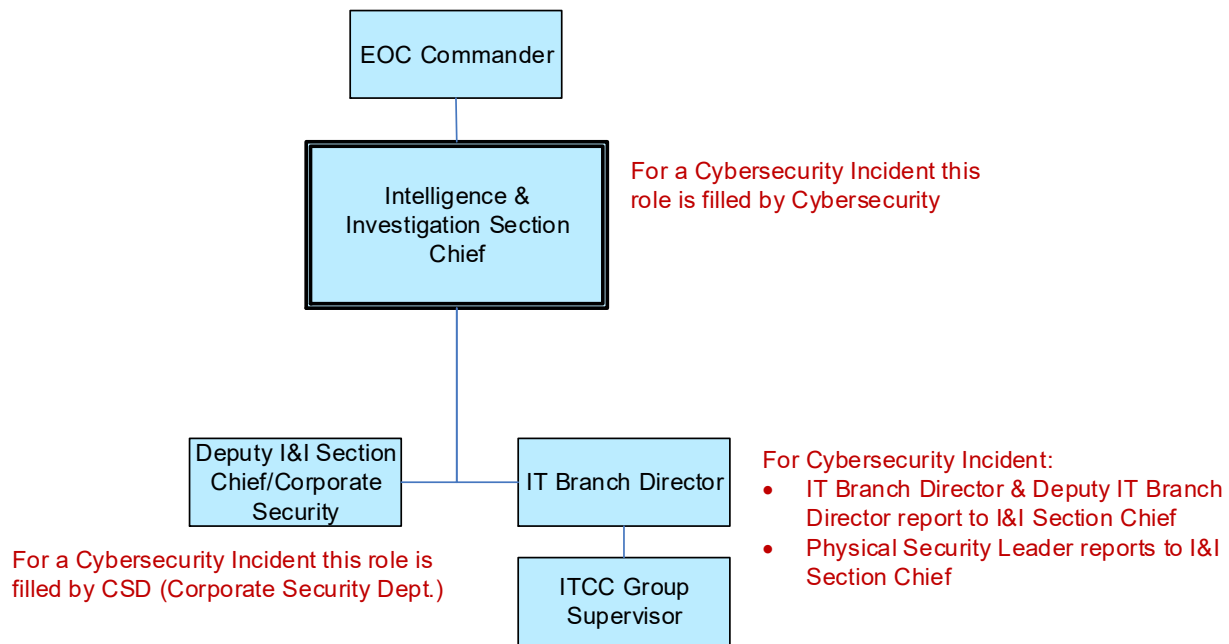 EOC Commander
Intelligence &
Investigation Section
Chief
For a Cybersecurity Incident this
role is filled by Cybersecurity
Deputy I&I Section
Chief/Corporate
Security
IT Branch Director
For Cybersecurity Incident:
• IT Branch Director & Deputy IT Branch
Director report to I&I Section Chief
• Physical Security Leader reports to I&I
Section Chief
For a Cybersecurity Incident this role is
filled by CSD (Corporate Security Dept.)
ITCC Group
Supervisor